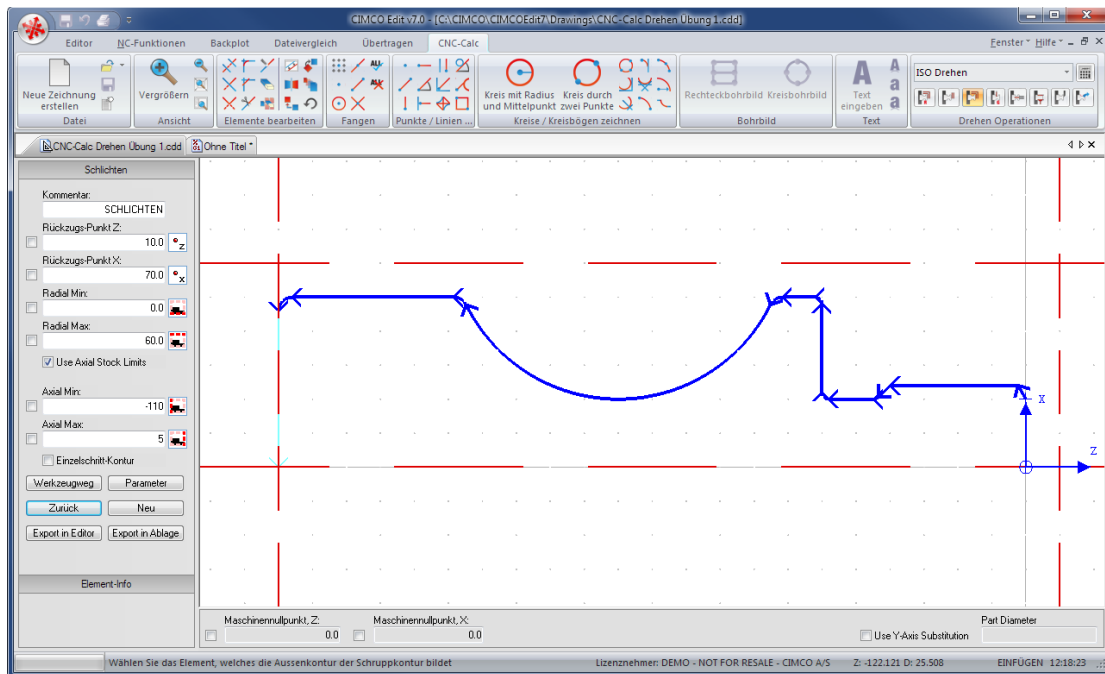 CIMCO Edit v7.0 - [C:\CIMCO\CIMCOEdit7\Drawings\CNC-Calc Drehen Übung 1.cdd]
Editor NC-Funktionen Backplot Dateivergleich Übertragen CNC-Calc Fenster Hilfe
Neue Zeichnung erstellen
Vergrößern
Kreis mit Radius und Mittelpunkt
Kreis durch zwei Punkte
Rechteckbohrbild Kreisbohrbild
Text eingeben
ISO Drehen
Datei Ansicht Elemente bearbeiten Fangen Punkte / Linien ... Kreise / Kreisbögen zeichnen Bohrbild Text Drehen Operationen
CNC-Calc Drehen Übung 1.cdd Ohne Titel *
Schlichten
Kommentar:
SCHLICHTEN
Rückzugs-Punkt Z:
10.0
Rückzugs-Punkt X:
70.0
Radial Min:
0.0
Radial Max:
60.0
Use Axial Stock Limits
Axial Min:
-110
Axial Max:
5
Einzelschritt-Kontur
Werkzeugweg Parameter
Zurück Neu
Export in Editor Export in Ablage
Element-Info
X
Z
Maschinennullpunkt, Z: Maschinennullpunkt, X: Part Diameter
0.0 0.0 Use Y-Axis Substitution
Wählen Sie das Element, welches die Aussenkontur der Schruppkontur bildet Lizenznehmer: DEMO - NOT FOR RESALE - CIMCO A/S Z: -122.121 D: 25.508 EINFÜGEN 12:18:23